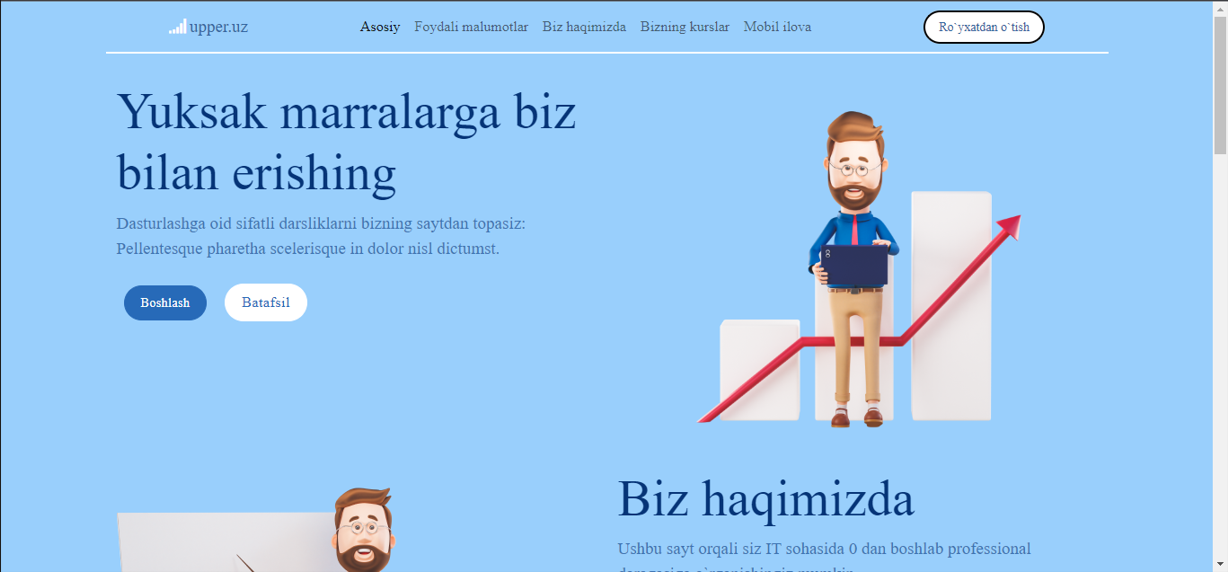 upper.uz
Asosiy Foydali malumotlar Biz haqimizda Bizning kurslar Mobil ilova
Ro`yxatdan o`tish
Yuksak marralarga biz
bilan erishing
Dasturlashga oid sifatli darsliklarni bizning saytdan topasiz:
Pellentesque pharetha scelerisque in dolor nisl dictumst.
Boshlash Batafsil
Biz haqimizda
Ushbu sayt orqali siz IT sohasida 0 dan boshlab professional